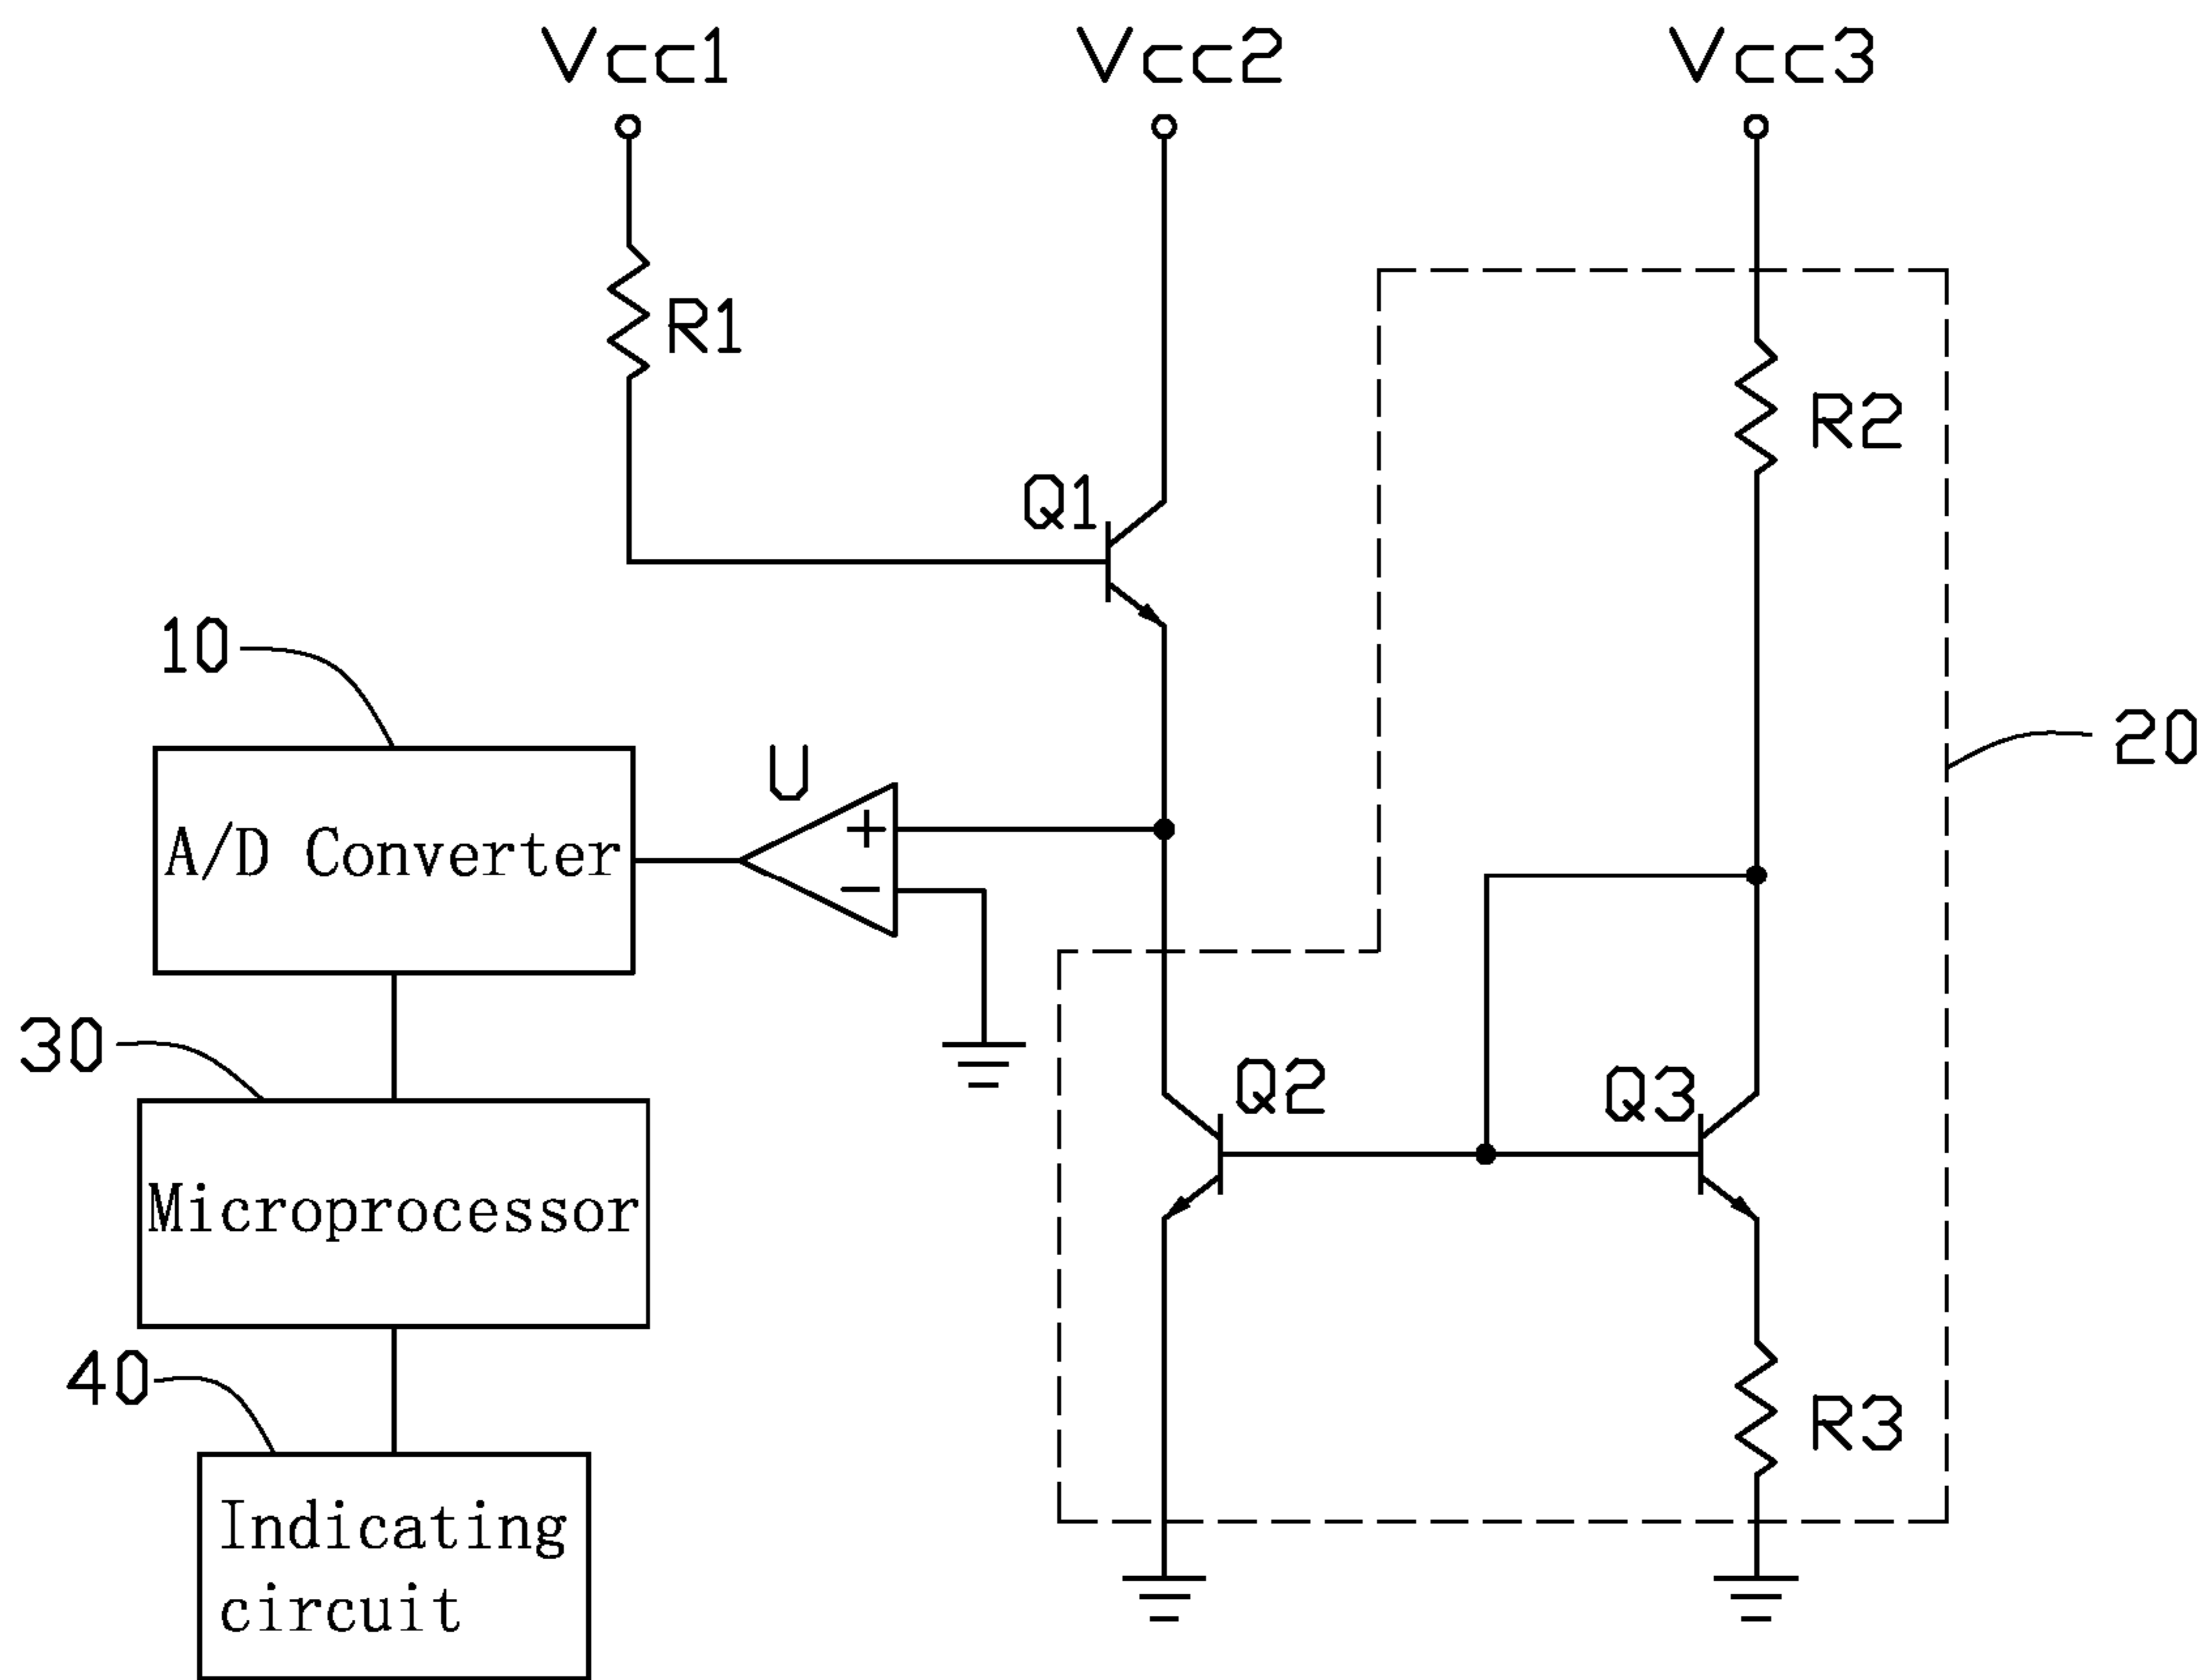 Vcc1
Vcc2
Vcc3
R1
R2
Q1
10
U
20
+
A/D Converter
−
30
Q2
Q3
Microprocessor
40
R3
Indicating
circuit